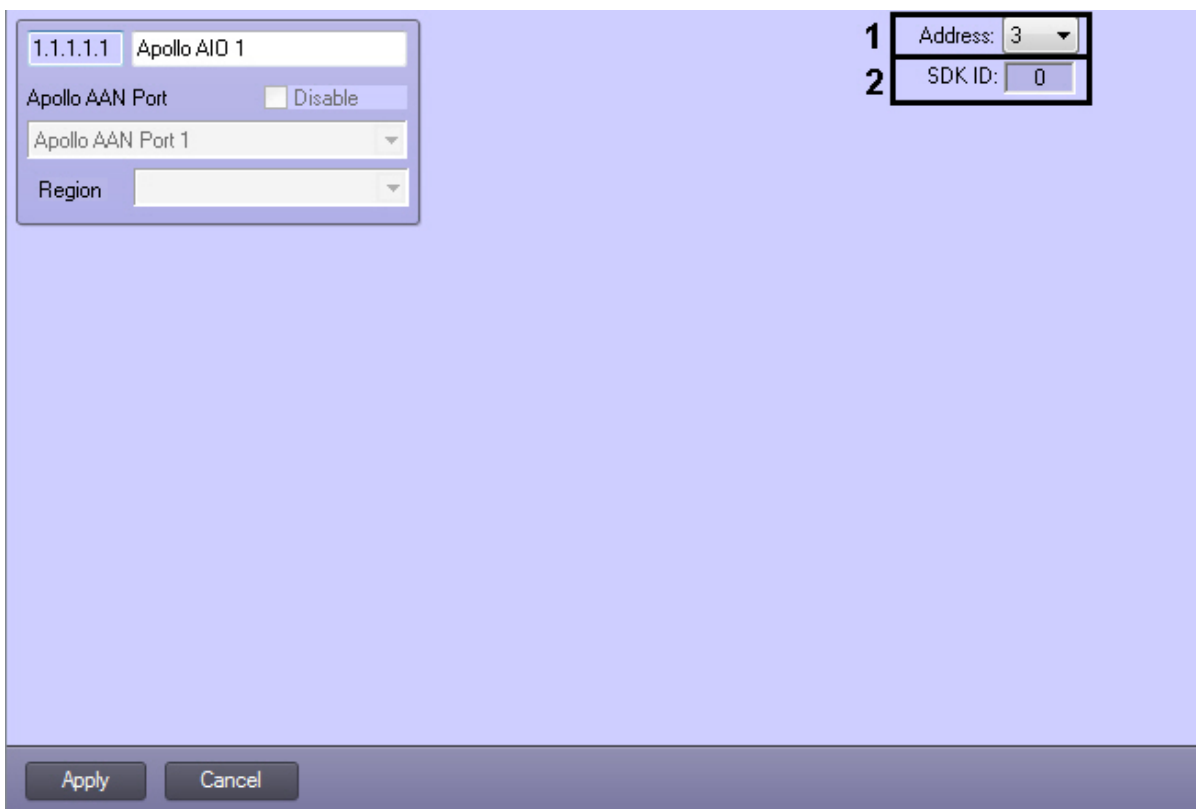 1.1.1.1.1 Apollo AIO 1
Apollo AAN Port Disable
Apollo AAN Port 1
Region
1 Address: 3
2 SDK ID: 0
Apply Cancel